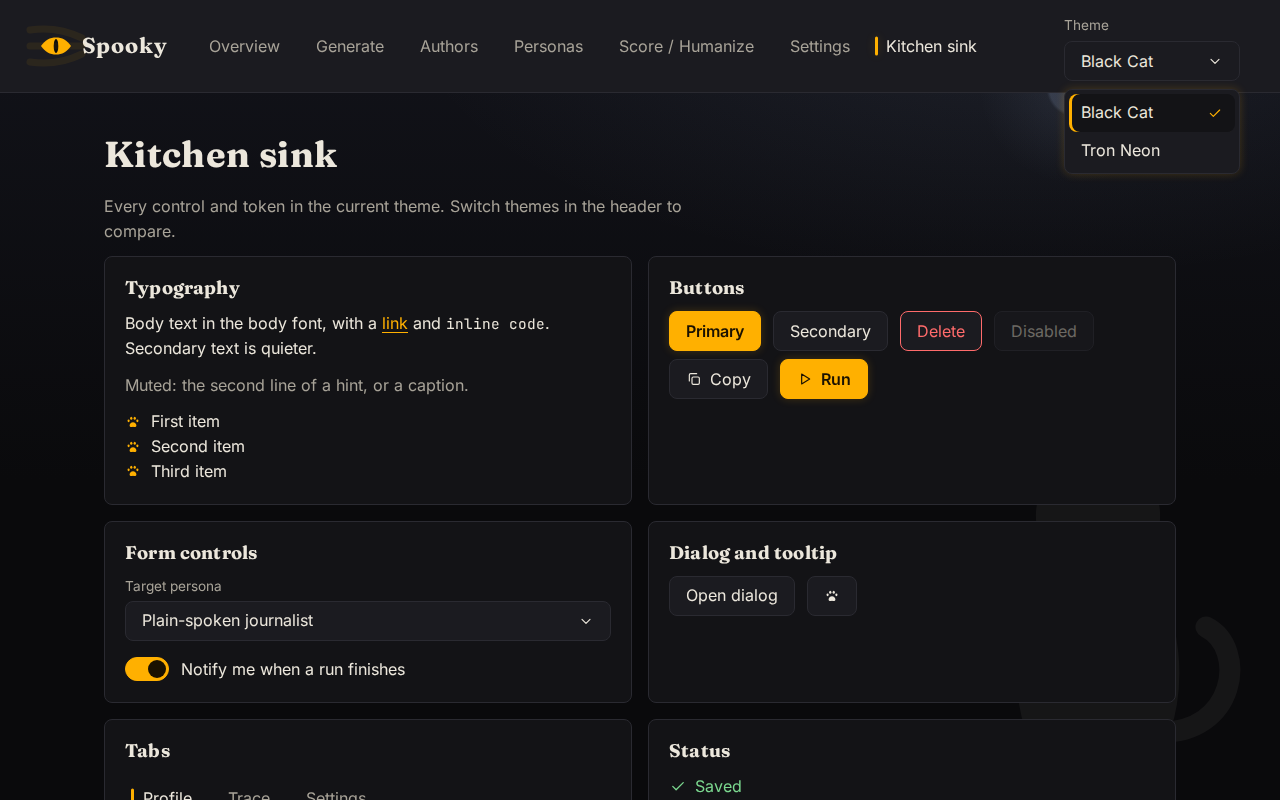 Spooky
Overview
Generate
Authors
Personas
Score / Humanize
Settings
Kitchen sink
Theme
Black Cat
Black Cat
Tron Neon
Kitchen sink
Every control and token in the current theme. Switch themes in the header to
compare.
Typography
Body text in the body font, with a link and inline code.
Secondary text is quieter.
Muted: the second line of a hint, or a caption.
First item
Second item
Third item
Buttons
Primary
Secondary
Delete
Disabled
Copy
Run
Form controls
Target persona
Plain-spoken journalist
Notify me when a run finishes
Dialog and tooltip
Open dialog
Tabs
Profile
Trace
Settings
Status
Saved